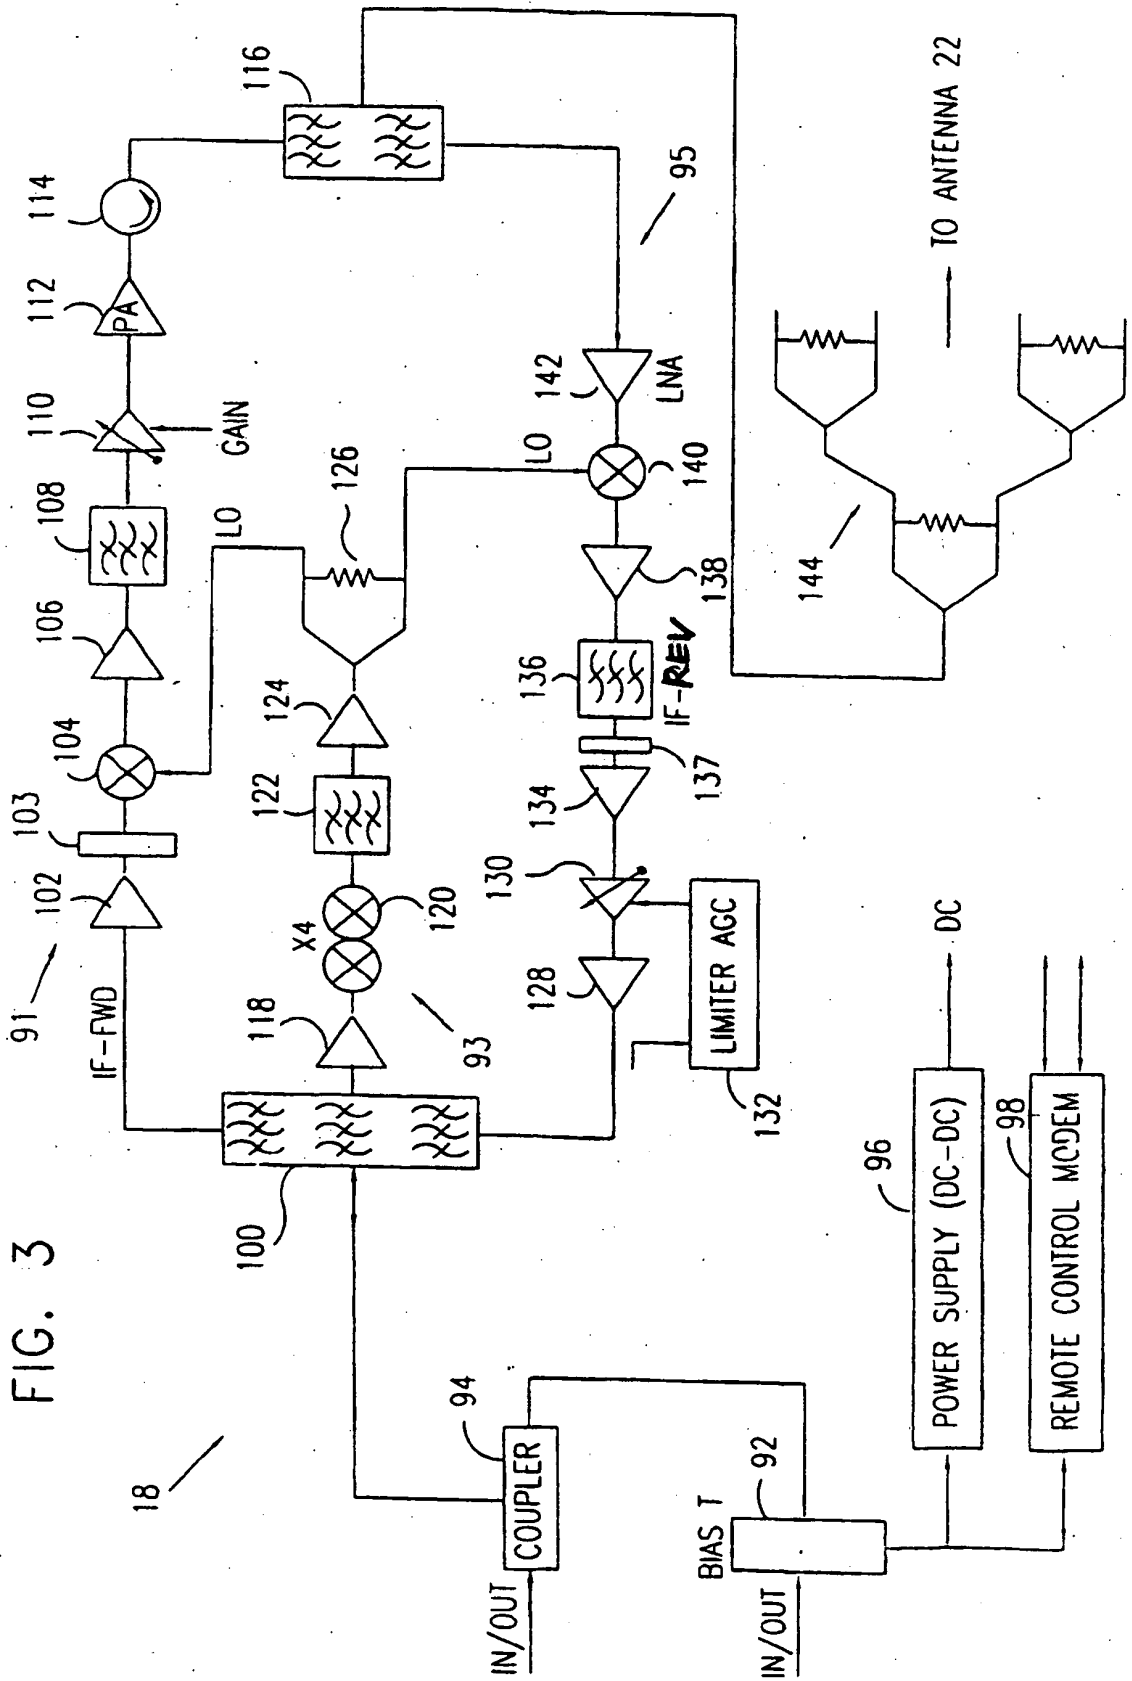 FIG. 3
18
91
IF-FWD
102
103
104
106
108
110
GAIN
112
PA
114
116
LO
100
118
X4
120
93
122
124
126
LO
95
128
130
LIMITER AGC
132
134
137
136
IF-REV
138
140
142
LNA
144
TO ANTENNA 22
IN/OUT
COUPLER
94
IN/OUT
BIAS T
92
POWER SUPPLY (DC-DC)
96
DC
REMOTE CONTROL MODEM
98